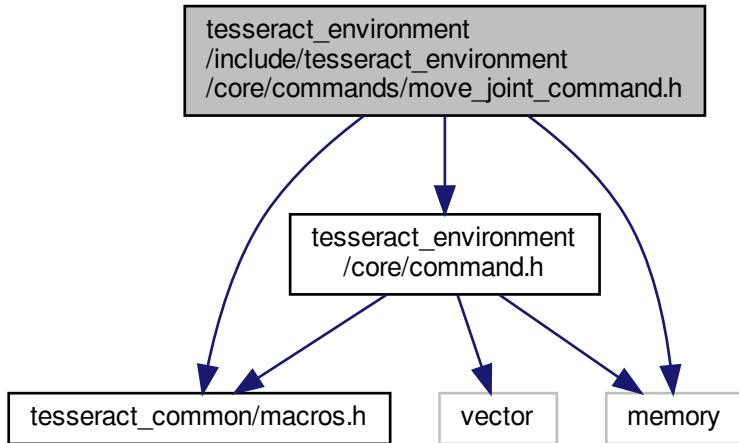 tesseract_environment
/include/tesseract_environment
/core/commands/move_joint_command.h
tesseract_environment
/core/command.h
tesseract_common/macros.h
vector
memory